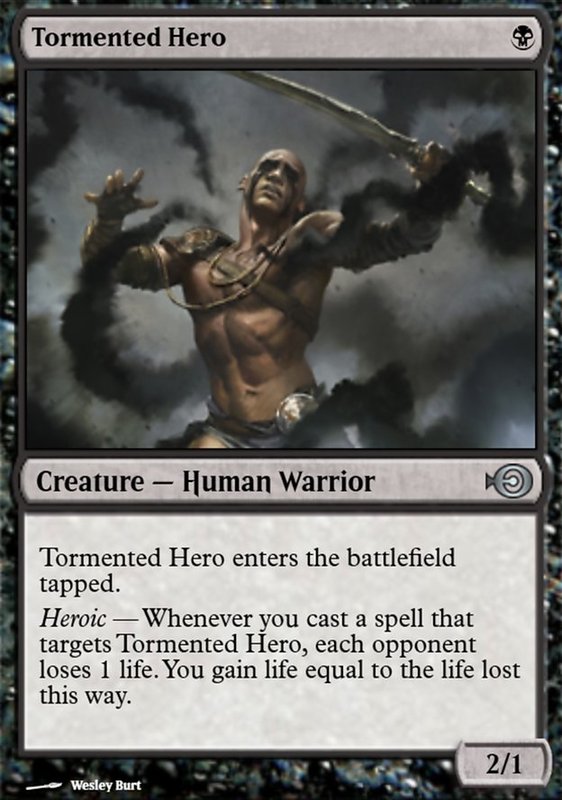 Tormented Hero
Creature — Human Warrior
Tormented Hero enters the battlefield
tapped.
Heroic — Whenever you cast a spell that
targets Tormented Hero, each opponent
loses 1 life. You gain life equal to the life lost
this way.
2/1
Wesley Burt